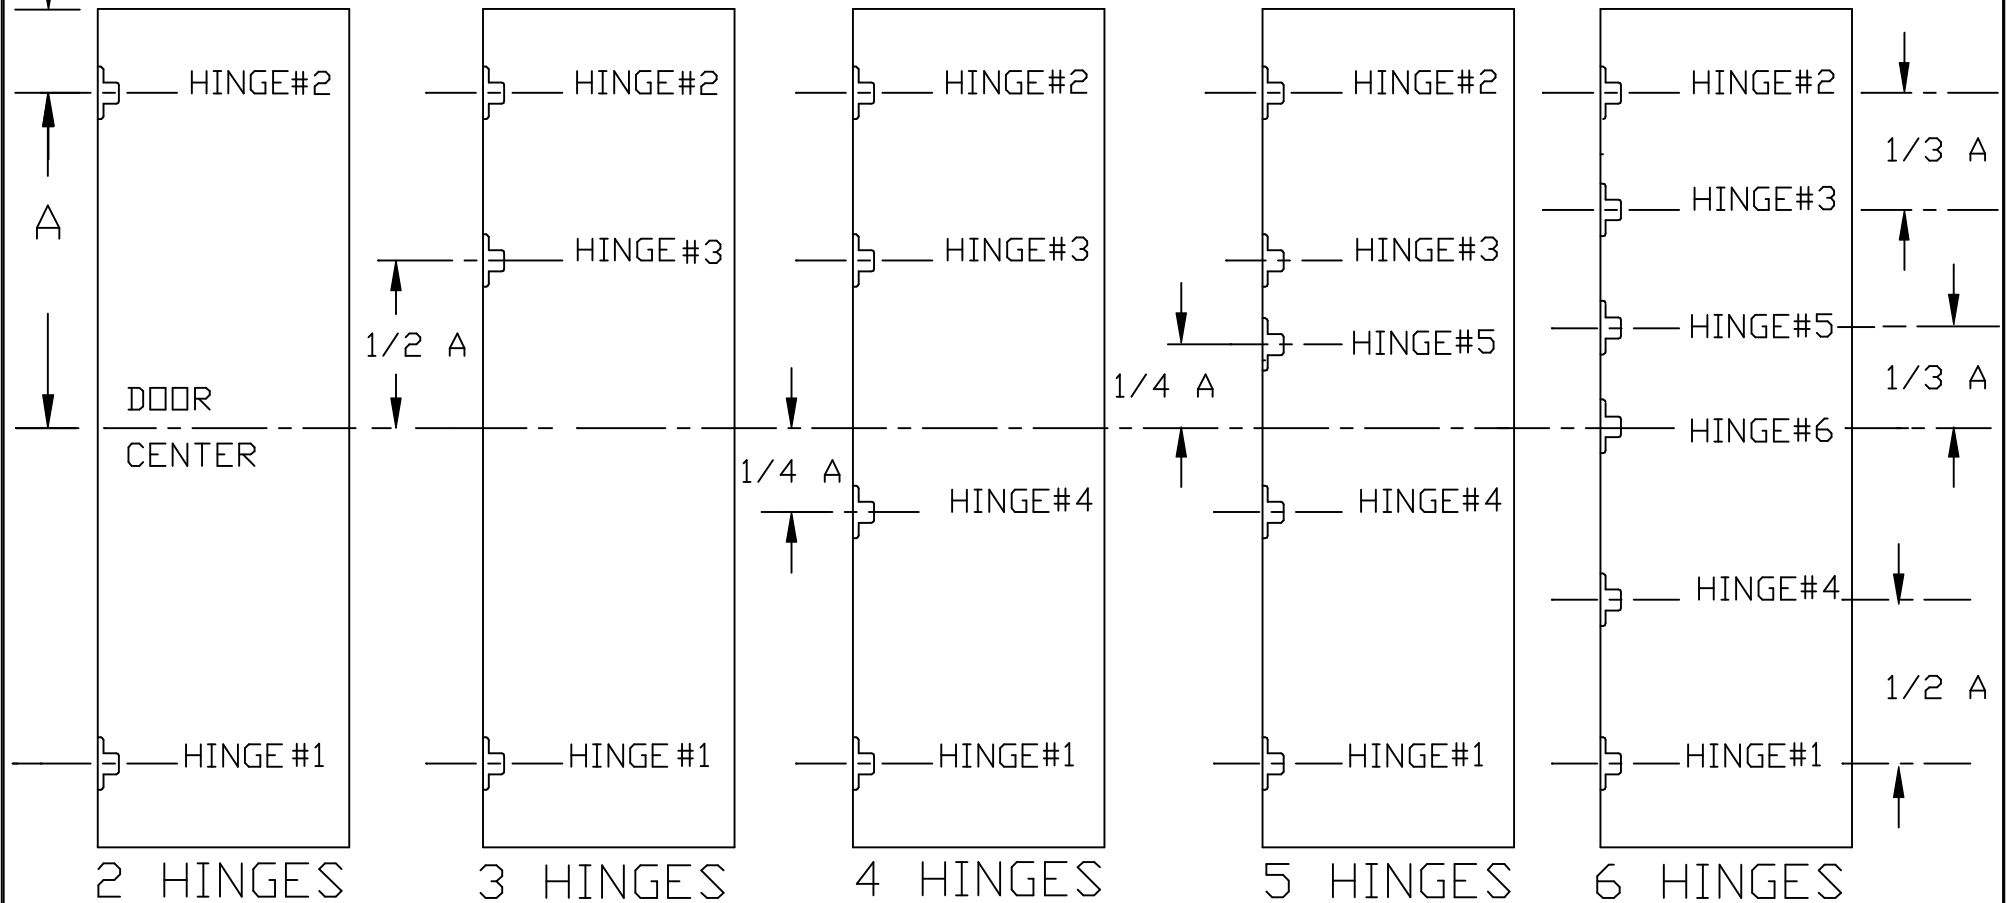 HINGE#2
A
DOOR
CENTER
HINGE#1
2 HINGES
HINGE#2
HINGE#3
1/2 A
HINGE#1
3 HINGES
HINGE#2
HINGE#3
1/4 A
HINGE#4
HINGE#1
4 HINGES
HINGE#2
HINGE#3
HINGE#5
1/4 A
HINGE#4
HINGE#1
5 HINGES
HINGE#2
1/3 A
HINGE#3
HINGE#5
1/3 A
HINGE#6
HINGE#4
1/2 A
HINGE#1
6 HINGES